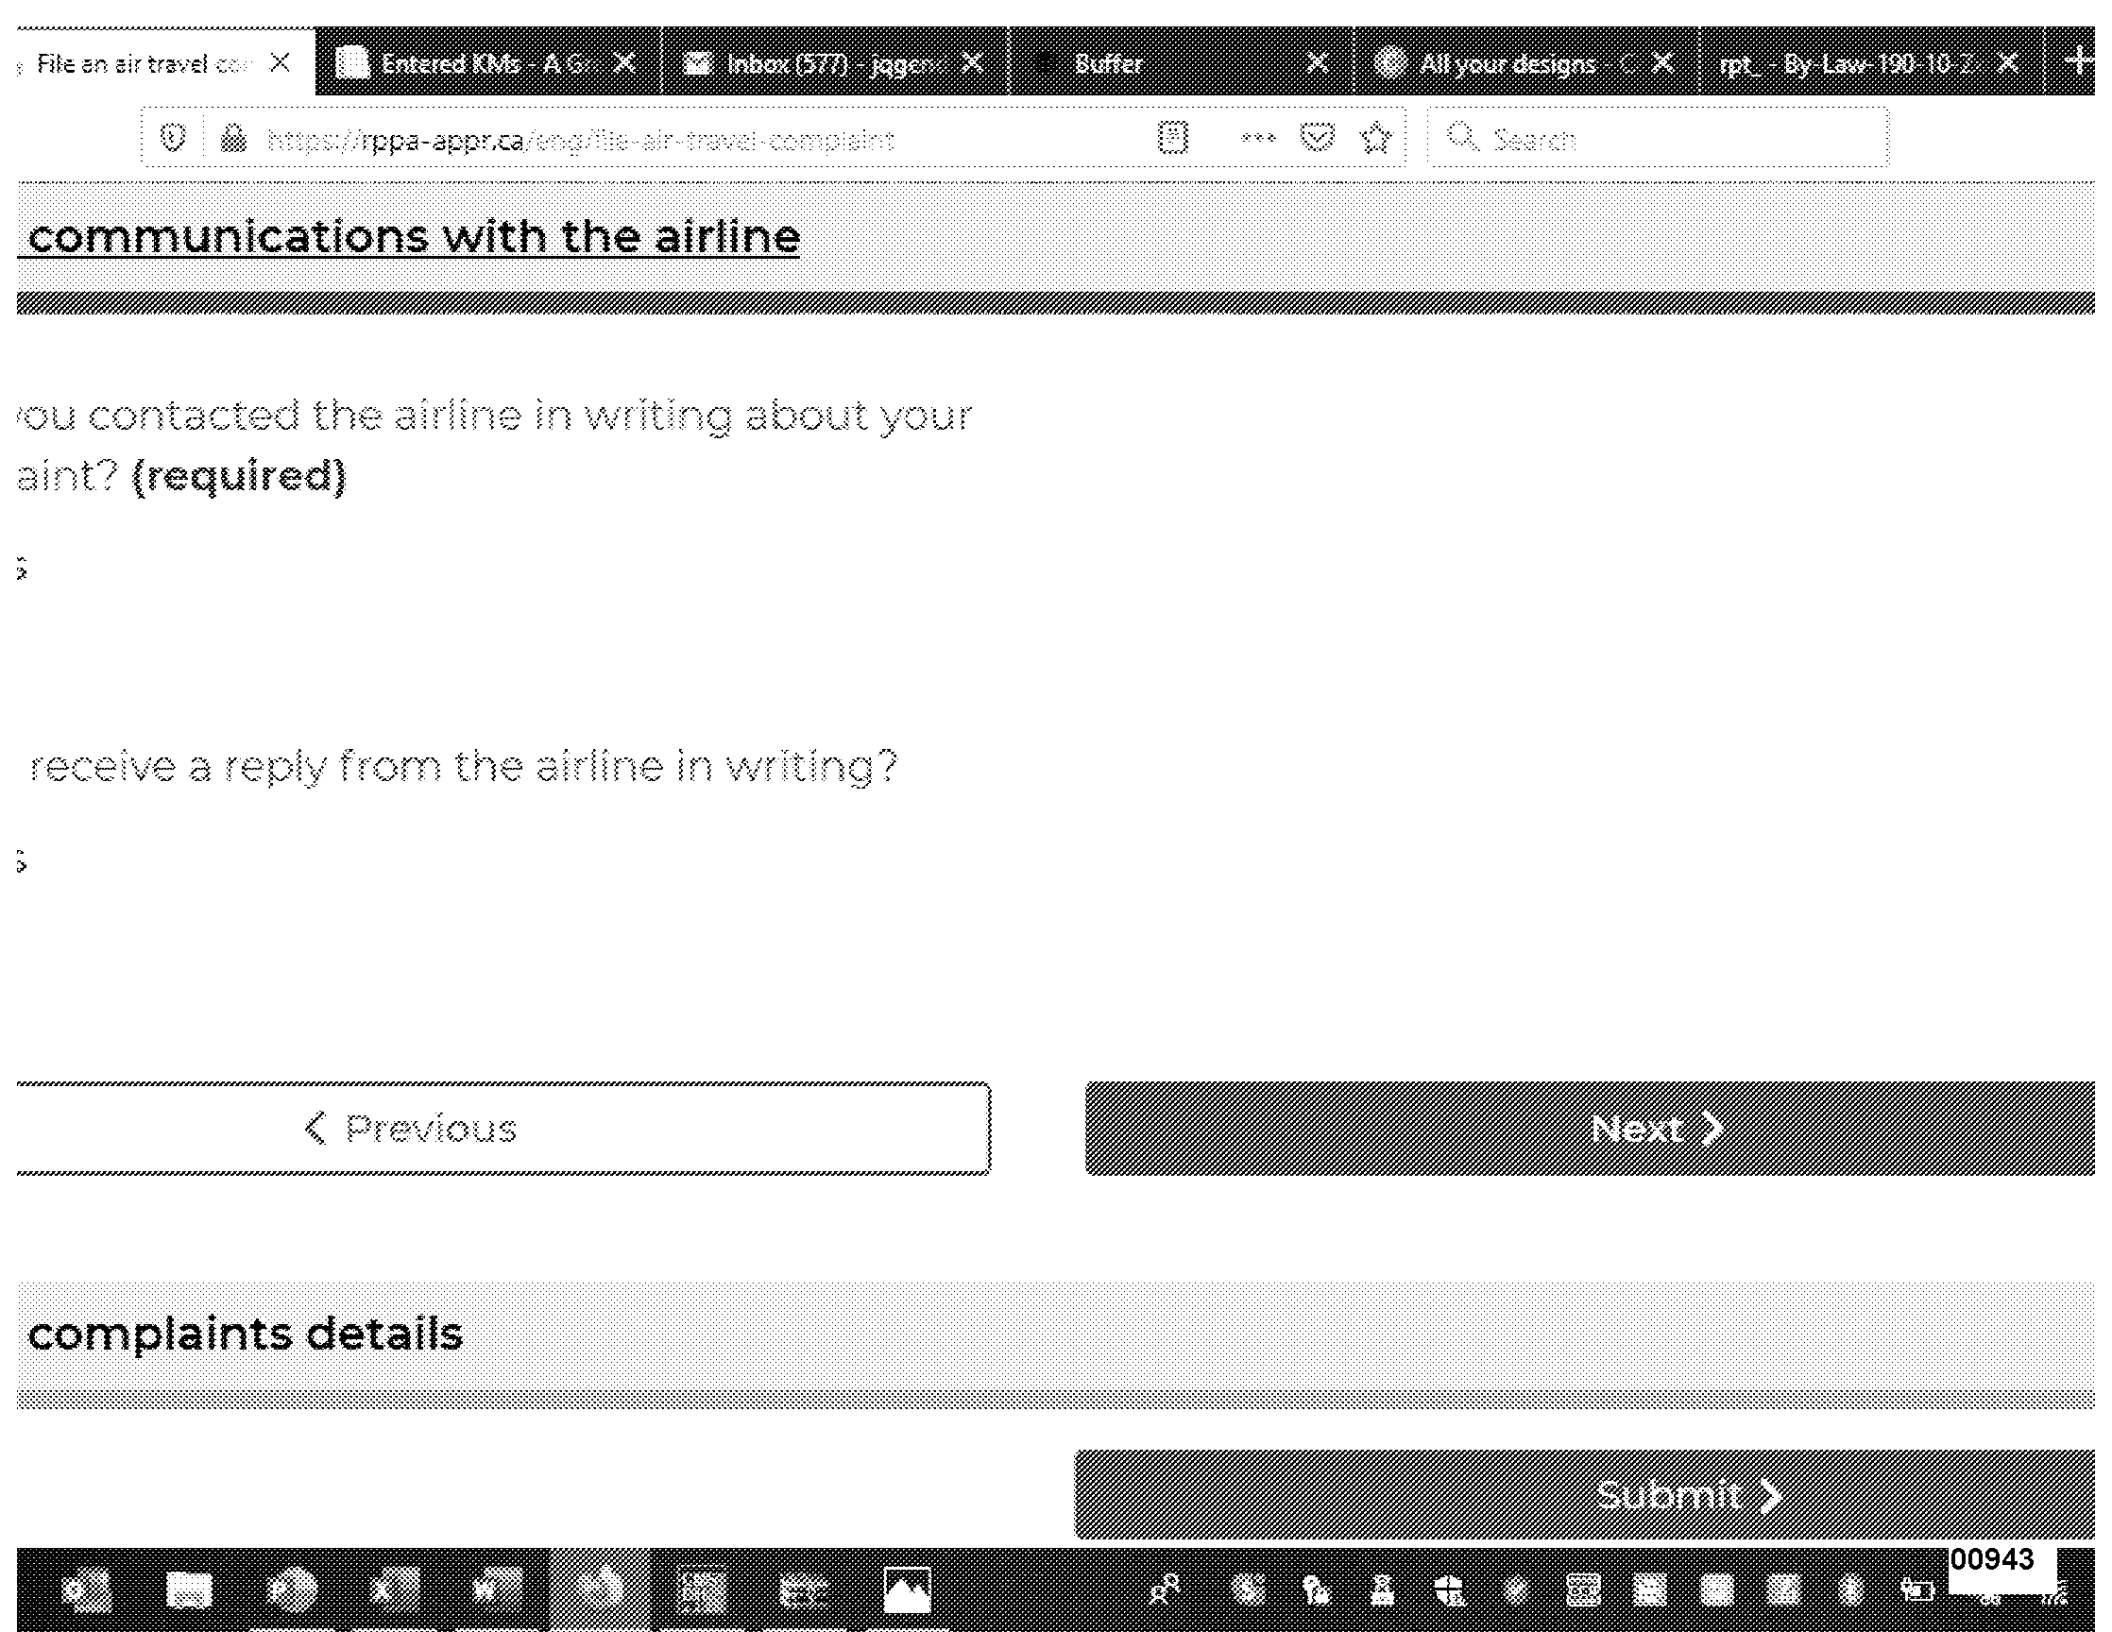 File an air travel co
Entered KMs - A G
Inbox (577) - jqgen
Buffer
All your designs - C
rpt_ - By-Law-190-10-2
https://rppa-appr.ca/eng/file-air-travel-complaint
Search
communications with the airline
you contacted the airline in writing about your
aint? (required)
s
receive a reply from the airline in writing?
s
Previous
Next
complaints details
Submit
00943